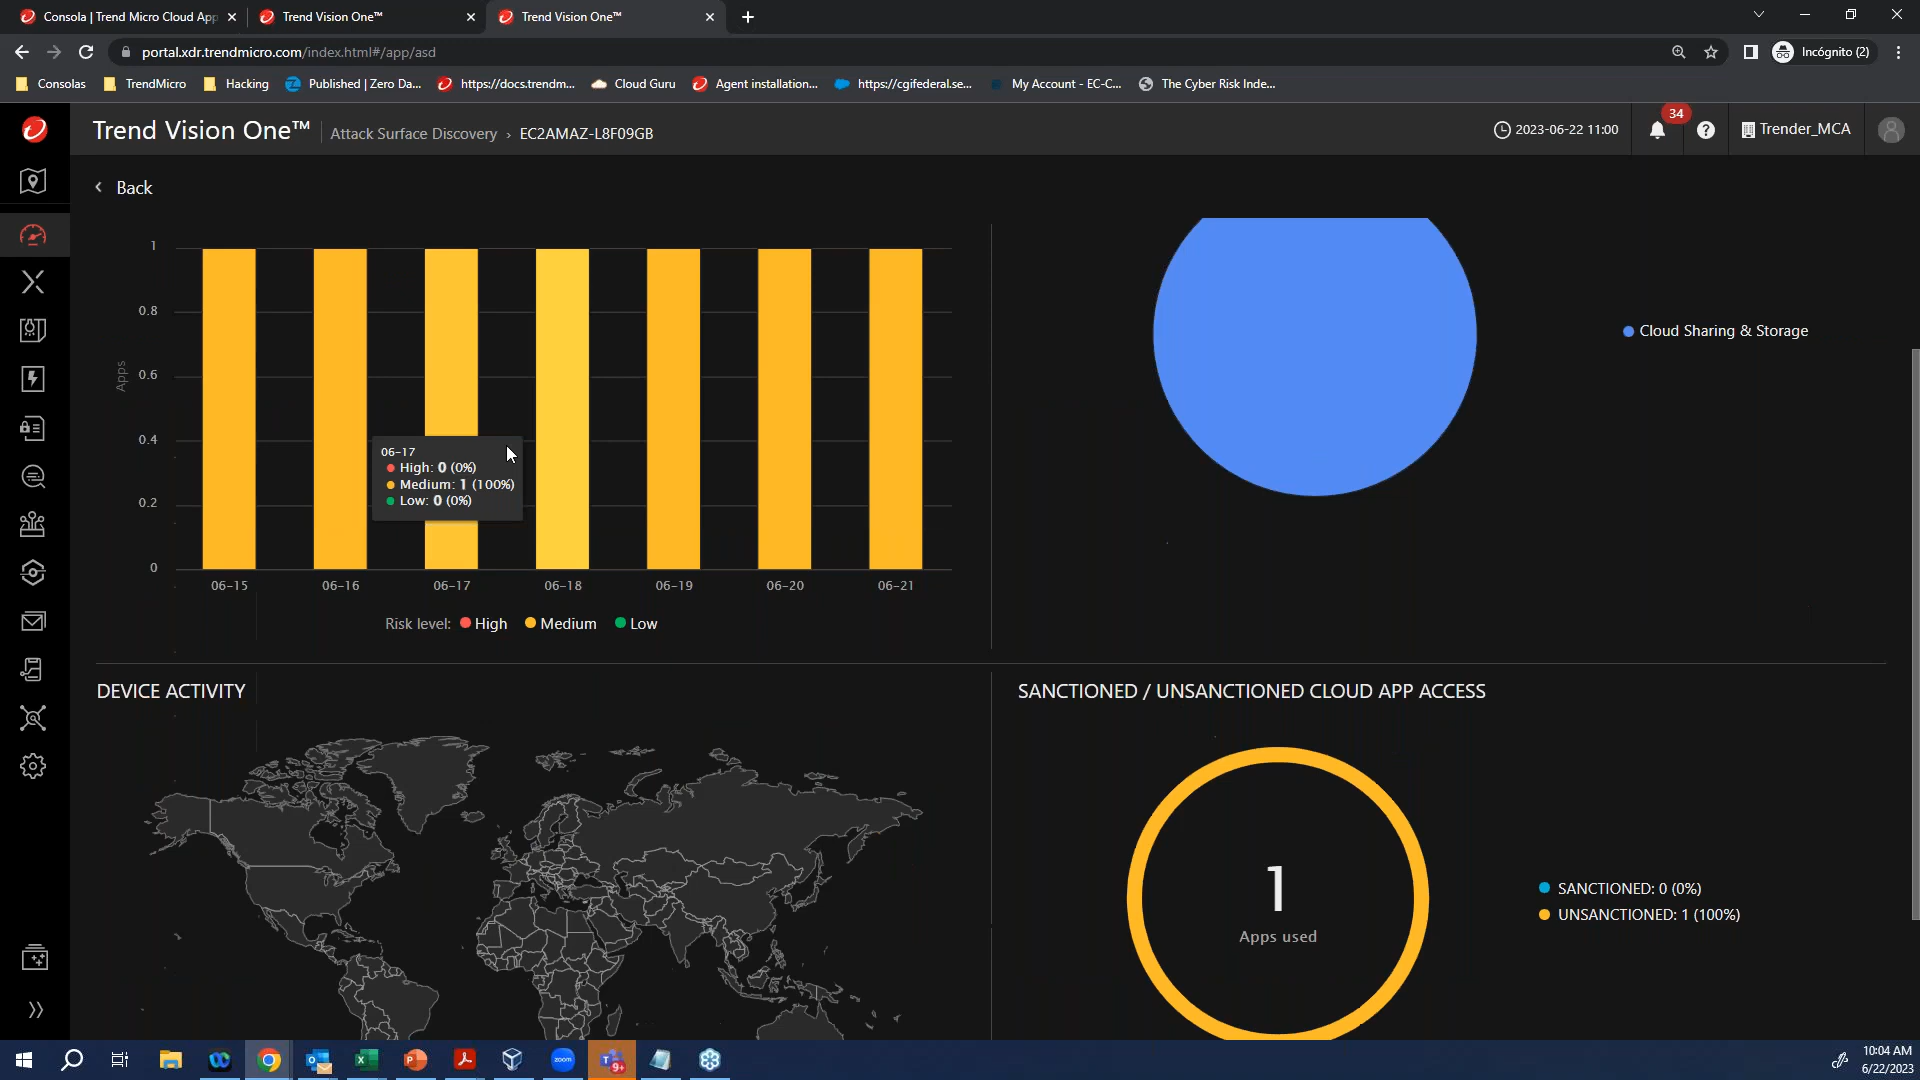 Consola | Trend Micro Cloud App
Trend Vision One™
Trend Vision One™
portal.xdr.trendmicro.com/index.html#/app/asd
Incógnito (2)
Consolas
TrendMicro
Hacking
Published | Zero Da...
https://docs.trendm...
Cloud Guru
Agent installation...
https://cgifederal.se...
My Account - EC-C...
The Cyber Risk Inde...
Trend Vision One™
Attack Surface Discovery › EC2AMAZ-L8F09GB
2023-06-22 11:00
34
?
Trender_MCA
Back
1
0.8
0.6
0.4
0.2
0
Apps
06-17
High: 0 (0%)
Medium: 1 (100%)
Low: 0 (0%)
06-15
06-16
06-17
06-18
06-19
06-20
06-21
Risk level:
High
Medium
Low
Cloud Sharing & Storage
DEVICE ACTIVITY
SANCTIONED / UNSANCTIONED CLOUD APP ACCESS
1
Apps used
SANCTIONED: 0 (0%)
UNSANCTIONED: 1 (100%)
zoom
9+
10:04 AM
6/22/2023